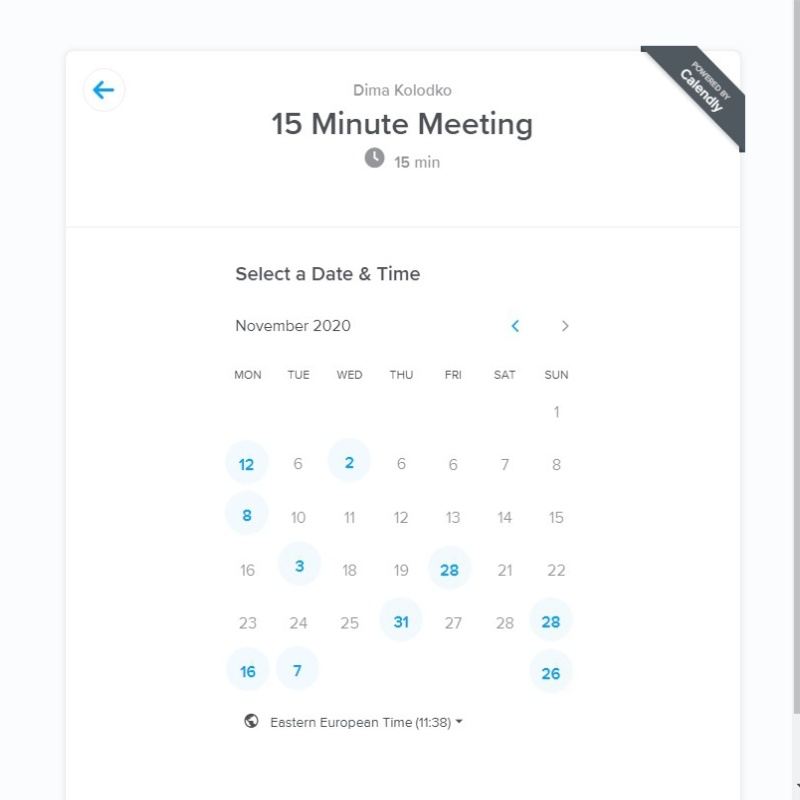 POWERED BY
Calendly
Dima Kolodko
15 Minute Meeting
15 min
Select a Date & Time
November 2020
MON TUE WED THU FRI SAT SUN
1
12 6 2 6 6 7 8
8 10 11 12 13 14 15
16 3 18 19 28 21 22
23 24 25 31 27 28 28
16 7 26
Eastern European Time (11:38)